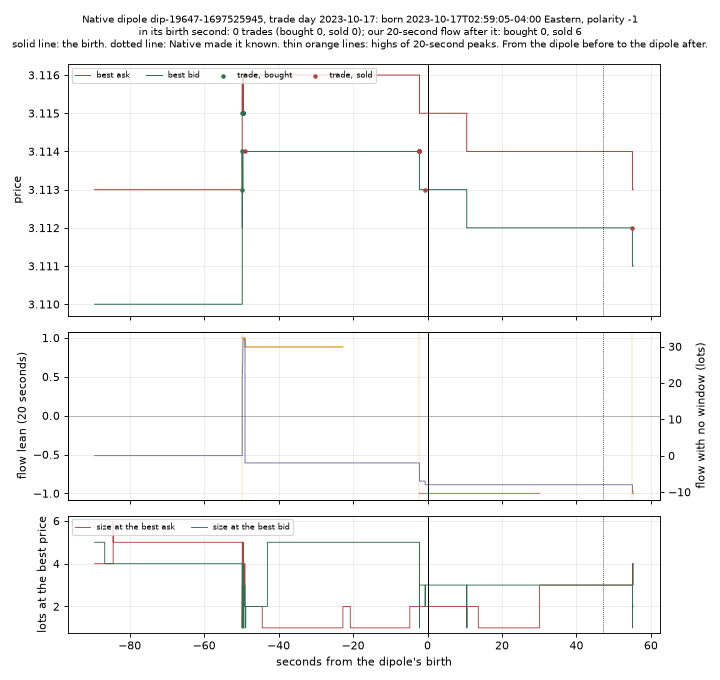 Native dipole dip-19647-1697525945, trade day 2023-10-17: born 2023-10-17T02:59:05-04:00 Eastern, polarity -1
in its birth second: 0 trades (bought 0, sold 0); our 20-second flow after it: bought 0, sold 6
solid line: the birth. dotted line: Native made it known. thin orange lines: highs of 20-second peaks. From the dipole before to the dipole after.
best ask
best bid
trade, bought
trade, sold
3.116
3.115
3.114
3.113
3.112
3.111
3.110
price
1.0
0.5
0.0
−0.5
−1.0
flow lean (20 seconds)
30
20
10
0
−10
flow with no window (lots)
size at the best ask
size at the best bid
6
4
2
lots at the best price
−80
−60
−40
−20
0
20
40
60
seconds from the dipole's birth